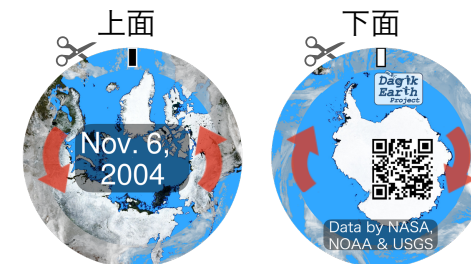 上面
下面
Nov. 6,
2004
Dagik
Earth
Project
Data by NASA,
NOAA & USGS